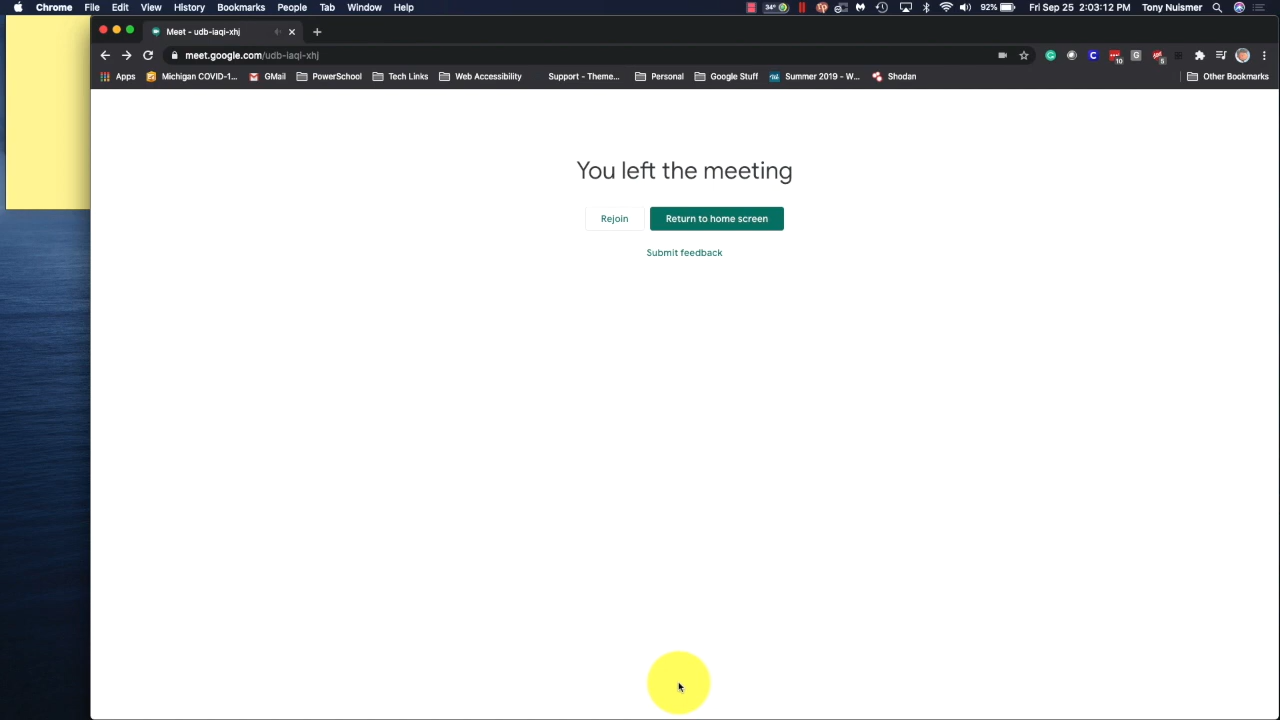 Chrome File Edit View History Bookmarks People Tab Window Help 34° 92% Fri Sep 25 2:03:12 PM Tony Nuismer
Meet - udb-iaqi-xhj
meet.google.com/udb-iaqi-xhj
Apps Michigan COVID-1... GMail PowerSchool Tech Links Web Accessibility Support - Theme... Personal Google Stuff Summer 2019 - W... Shodan Other Bookmarks
You left the meeting
Rejoin Return to home screen
Submit feedback